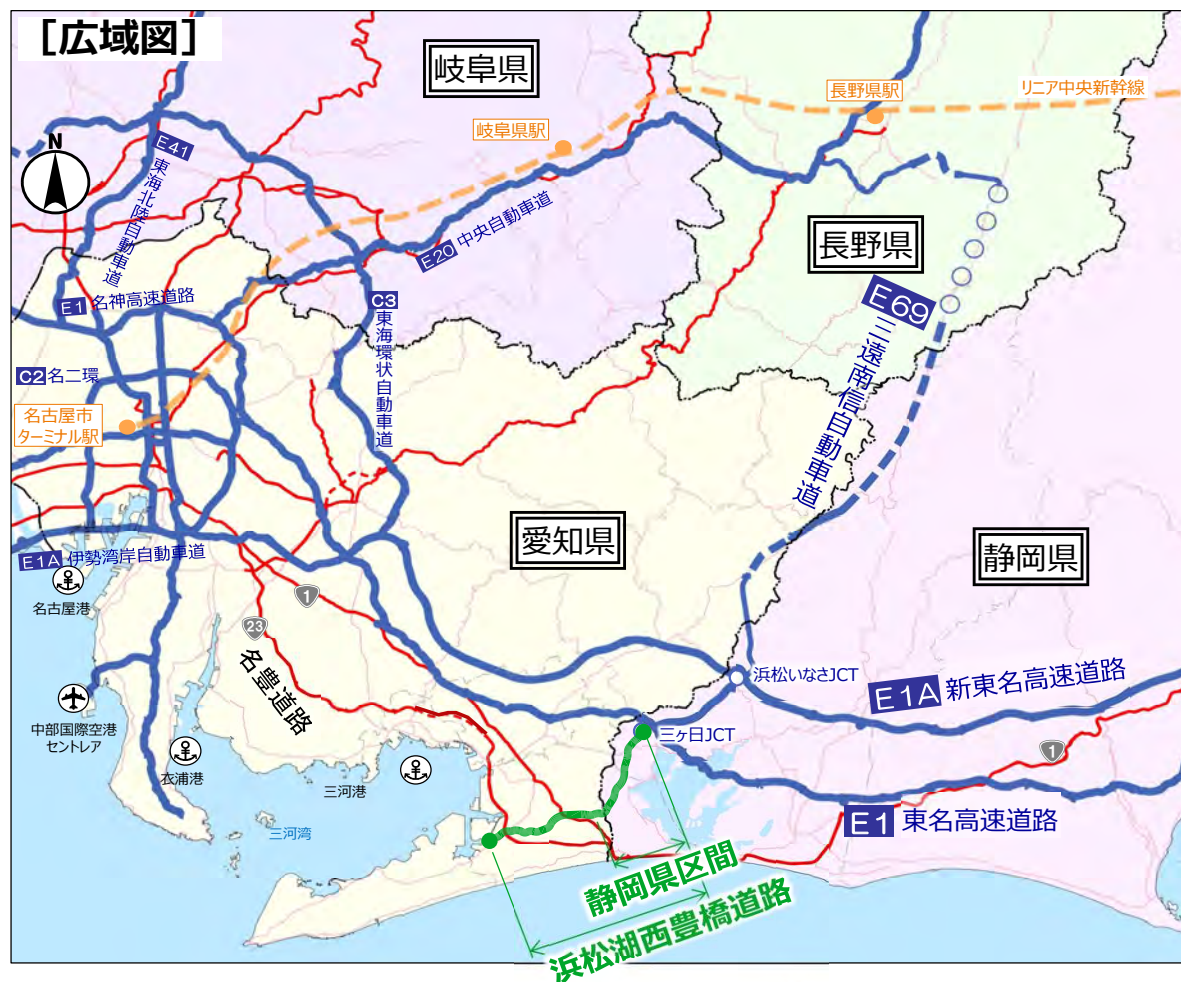 ［広域図］
岐阜県
長野県駅
リニア中央新幹線
岐阜県駅
N
E41
東海北陸自動車道
E20 中央自動車道
長野県
E69
三遠南信自動車道
E1 名神高速道路
C3
東海環状自動車道
C2 名二環
名古屋市
ターミナル駅
愛知県
静岡県
E1A 伊勢湾岸自動車道
名古屋港
1
23
名豊道路
浜松いなさJCT
E1A 新東名高速道路
中部国際空港
セントレア
衣浦港
三河港
三ヶ日JCT
1
三河湾
E1 東名高速道路
静岡県区間
浜松湖西豊橋道路